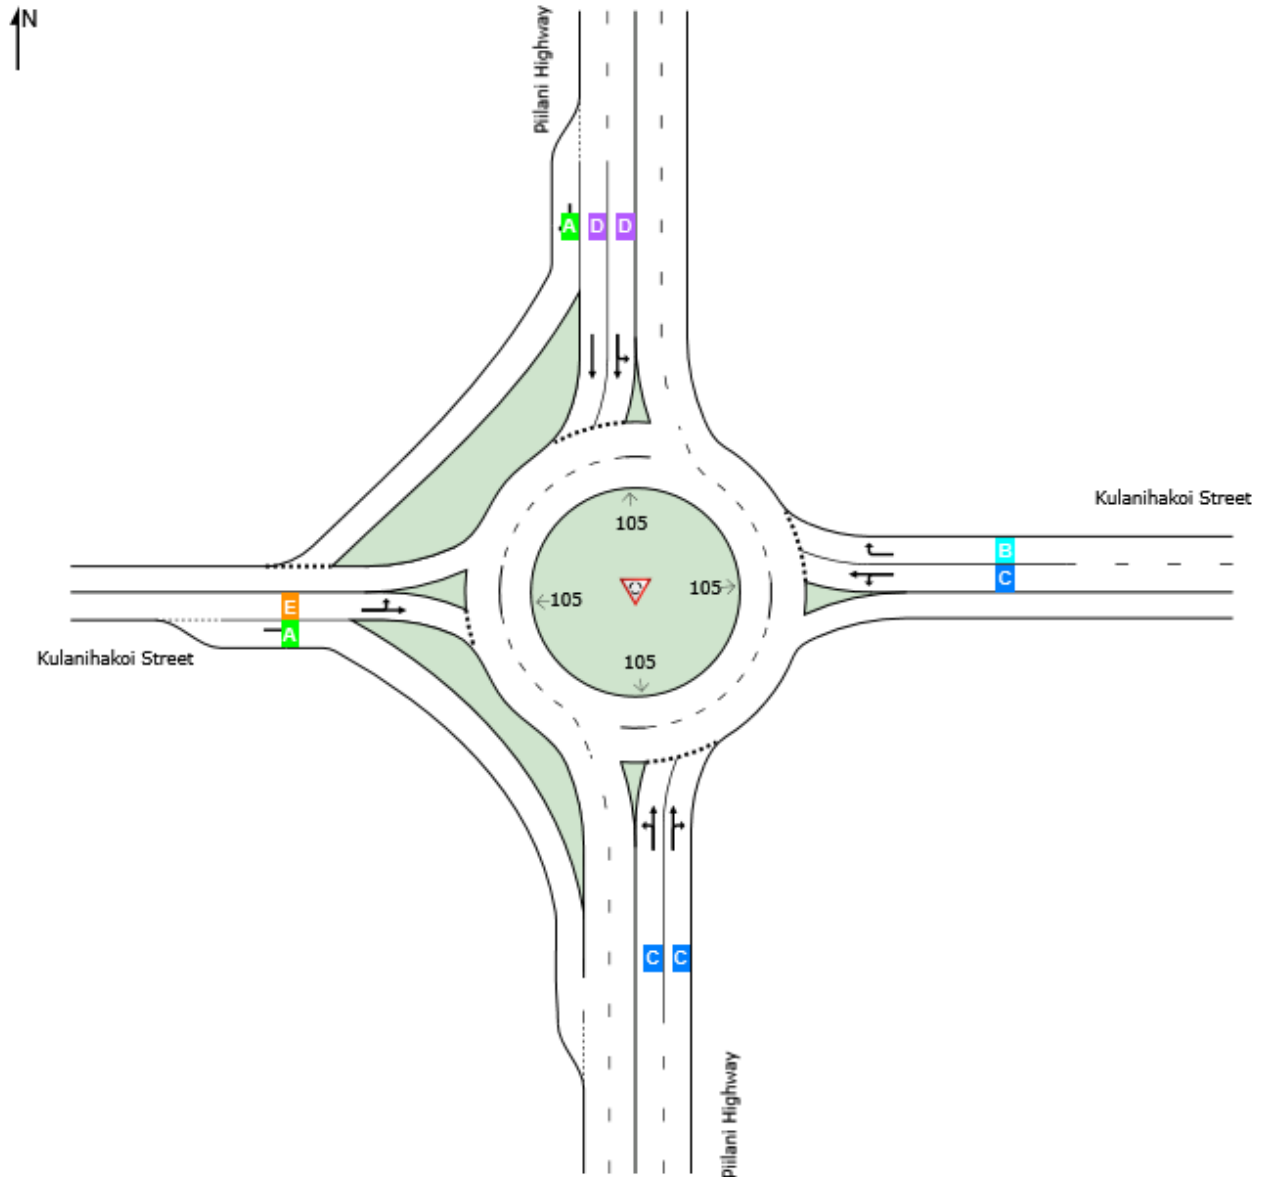 N
Piilani Highway
A D D
105
Kulanihakoi Street
B
105 105
C
E
A
105
Kulanihakoi Street
C C
Piilani Highway